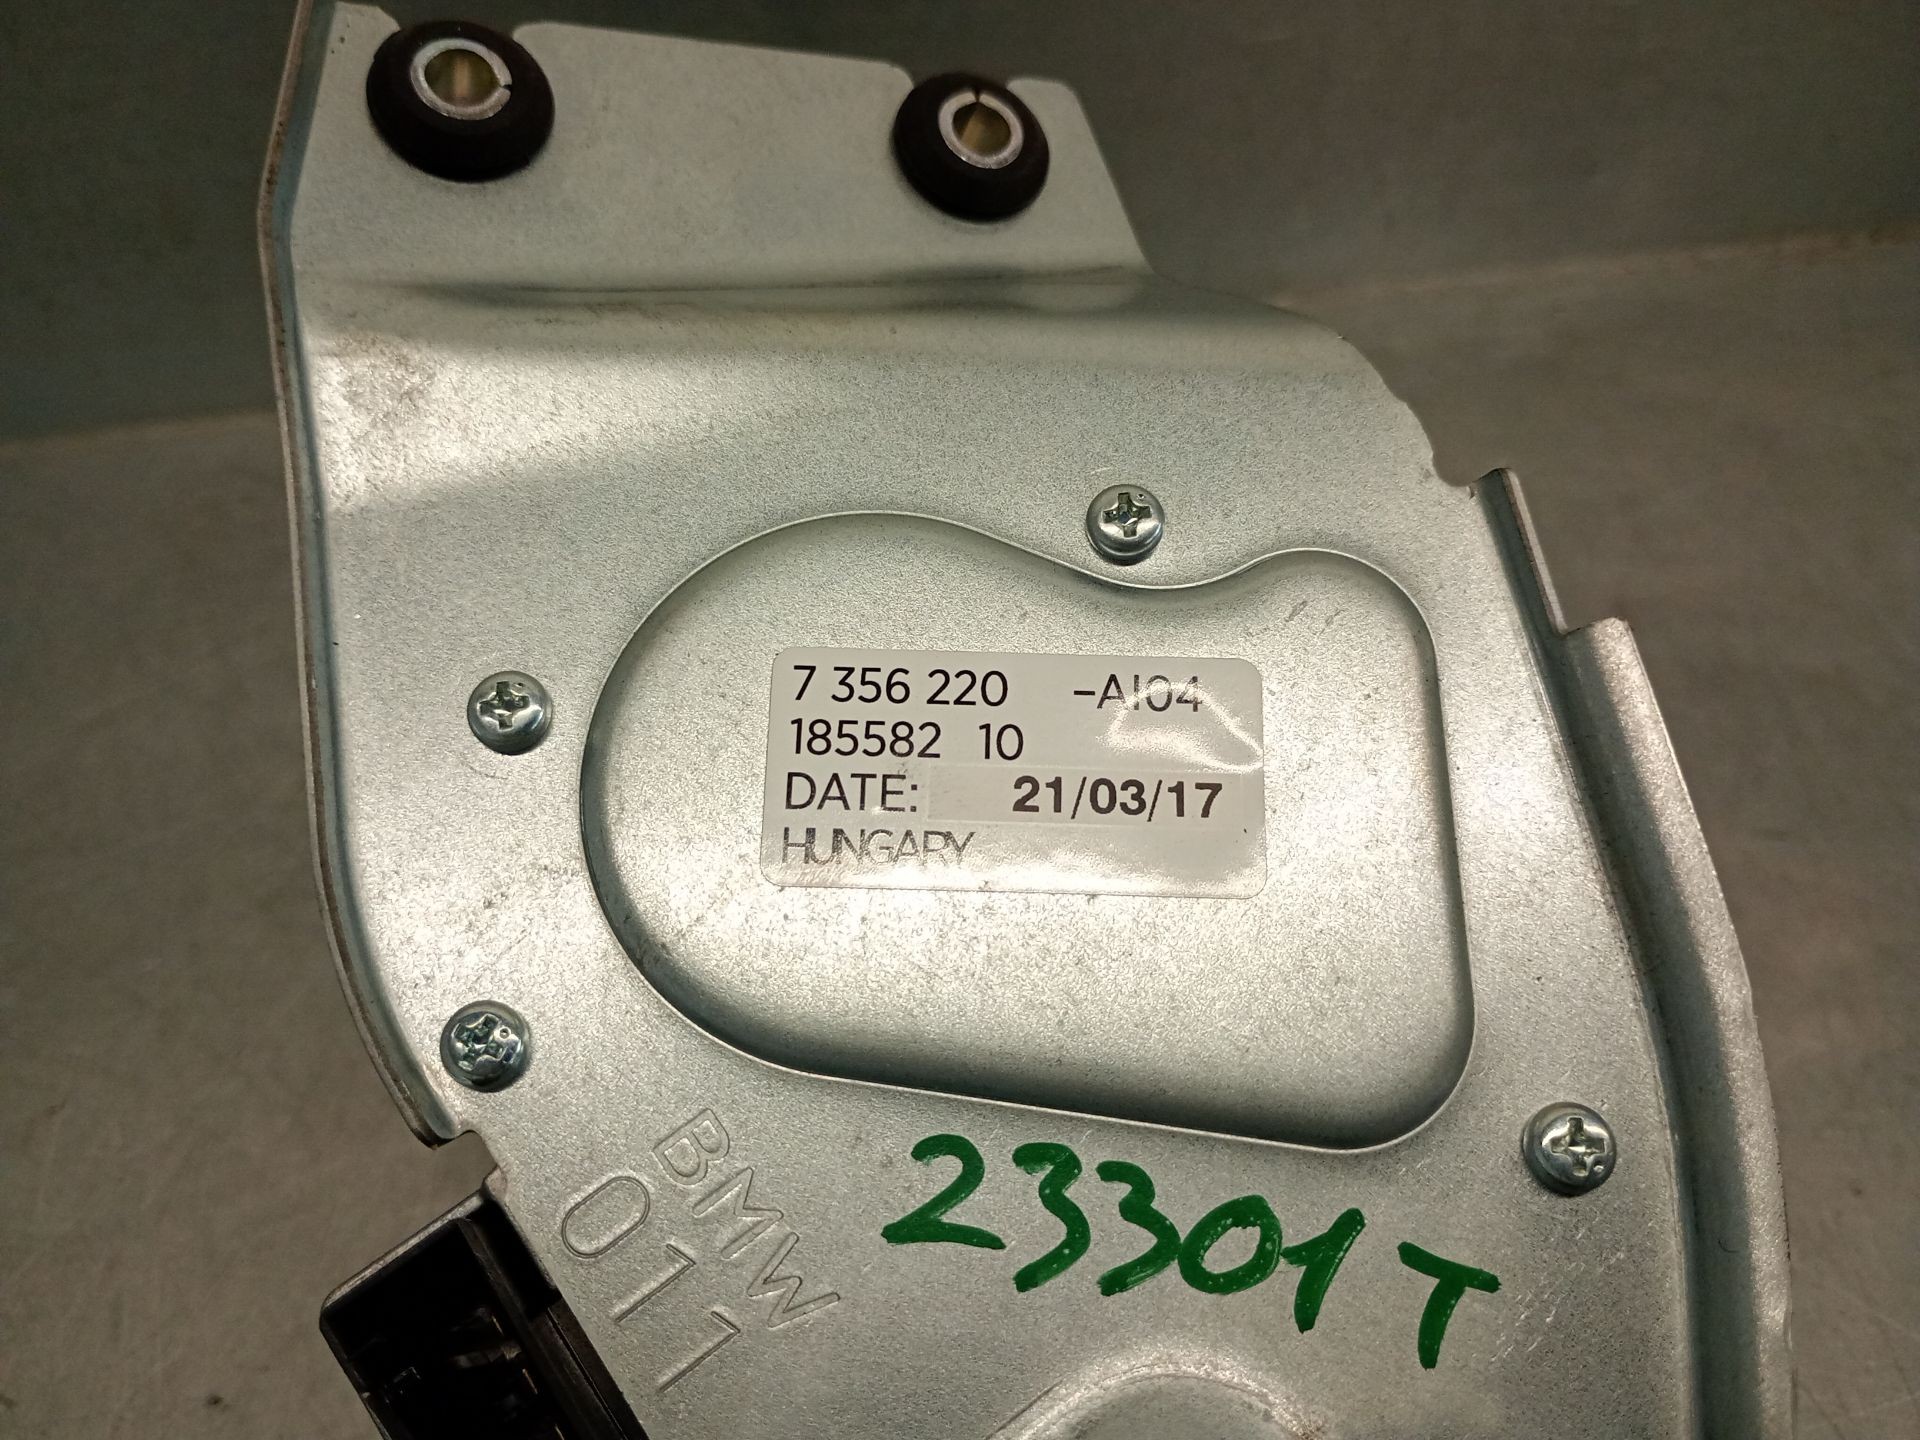 7 356 220 -AI04
185582 10
DATE: 21/03/17
HUNGARY
BMW
011
23301T